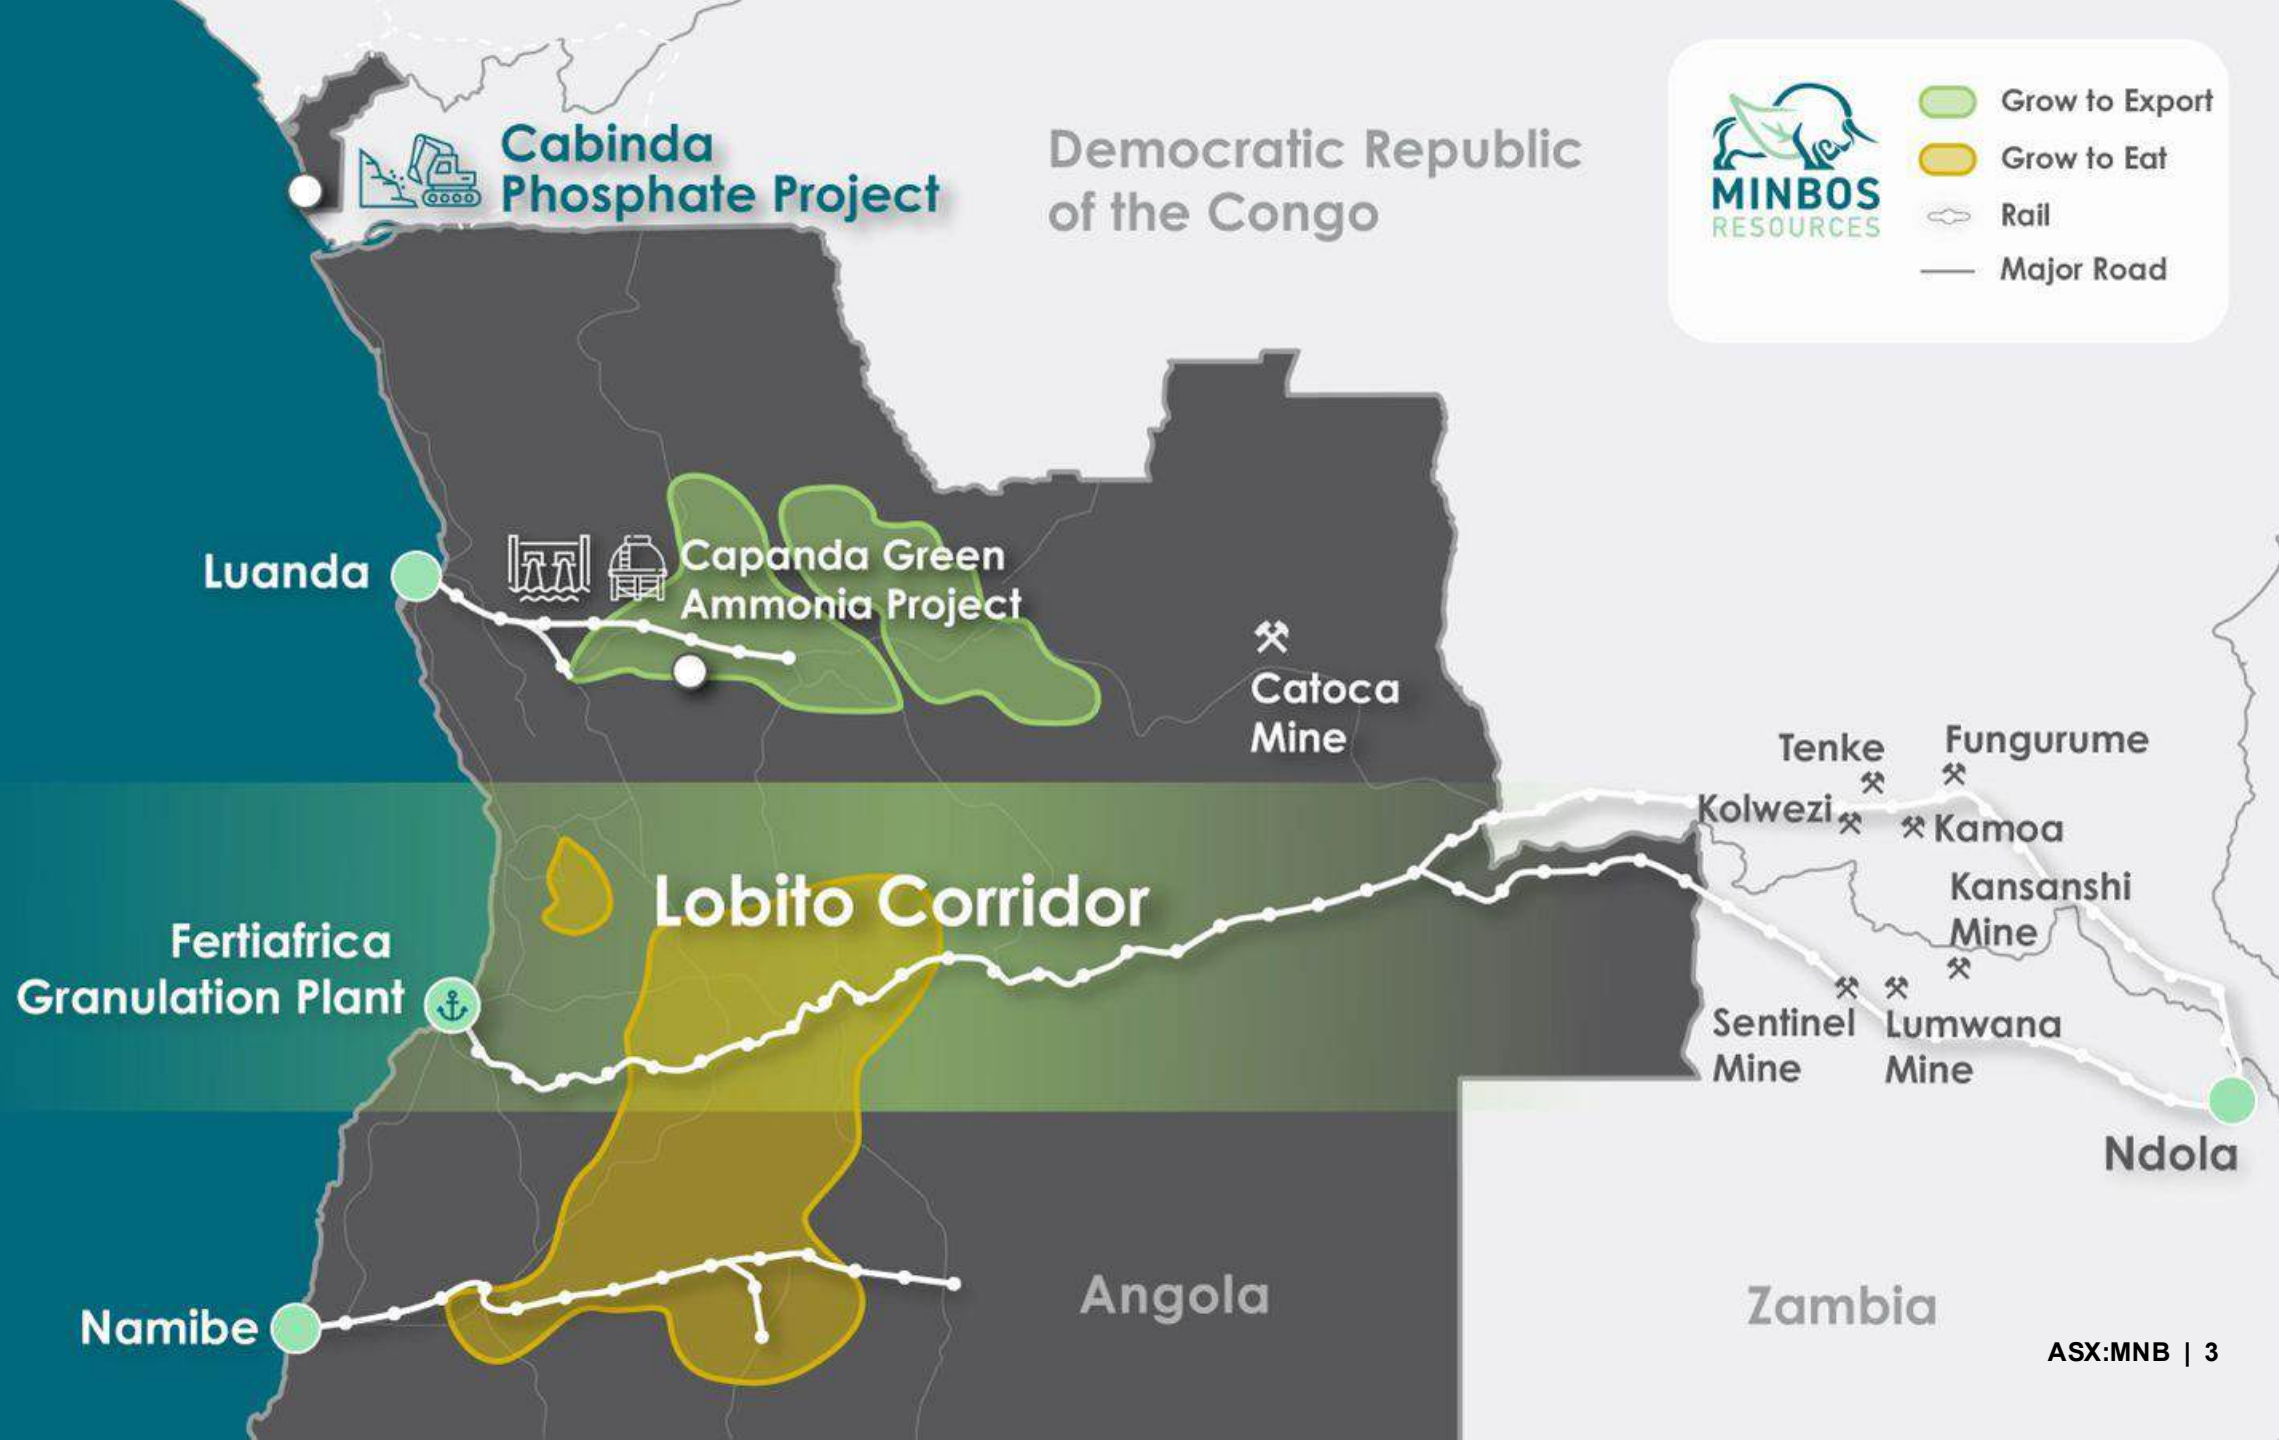 Cabinda
Phosphate Project
Democratic Republic
of the Congo
MINBOS
RESOURCES
Grow to Export
Grow to Eat
Rail
Major Road
Luanda
Capanda Green
Ammonia Project
Catoca
Mine
Tenke
Fungurume
Kolwezi
Kamoa
Kansanshi
Mine
Lobito Corridor
Fertiafrica
Granulation Plant
Sentinel
Mine
Lumwana
Mine
Ndola
Namibe
Angola
Zambia
ASX:MNB | 3